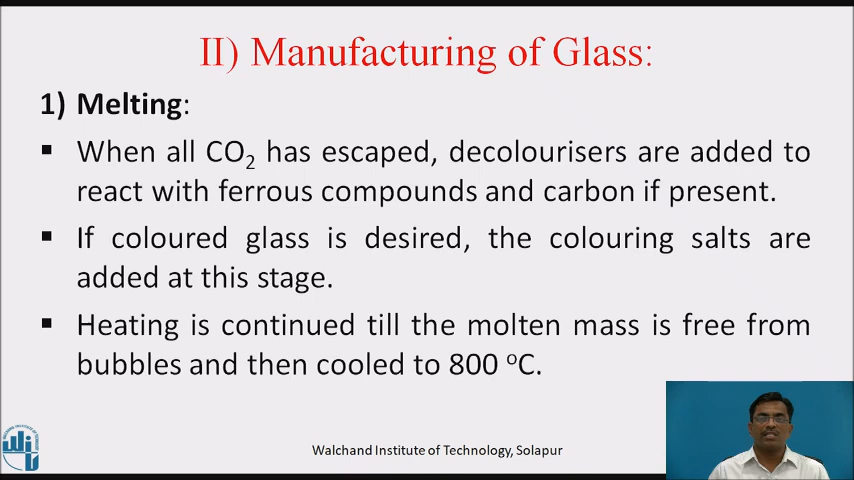 II) Manufacturing of Glass:
1) Melting:
▪ When all CO₂ has escaped, decolourisers are added to
react with ferrous compounds and carbon if present.
▪ If coloured glass is desired, the colouring salts are
added at this stage.
▪ Heating is continued till the molten mass is free from
bubbles and then cooled to 800 ᵒC.
Walchand Institute of Technology, Solapur